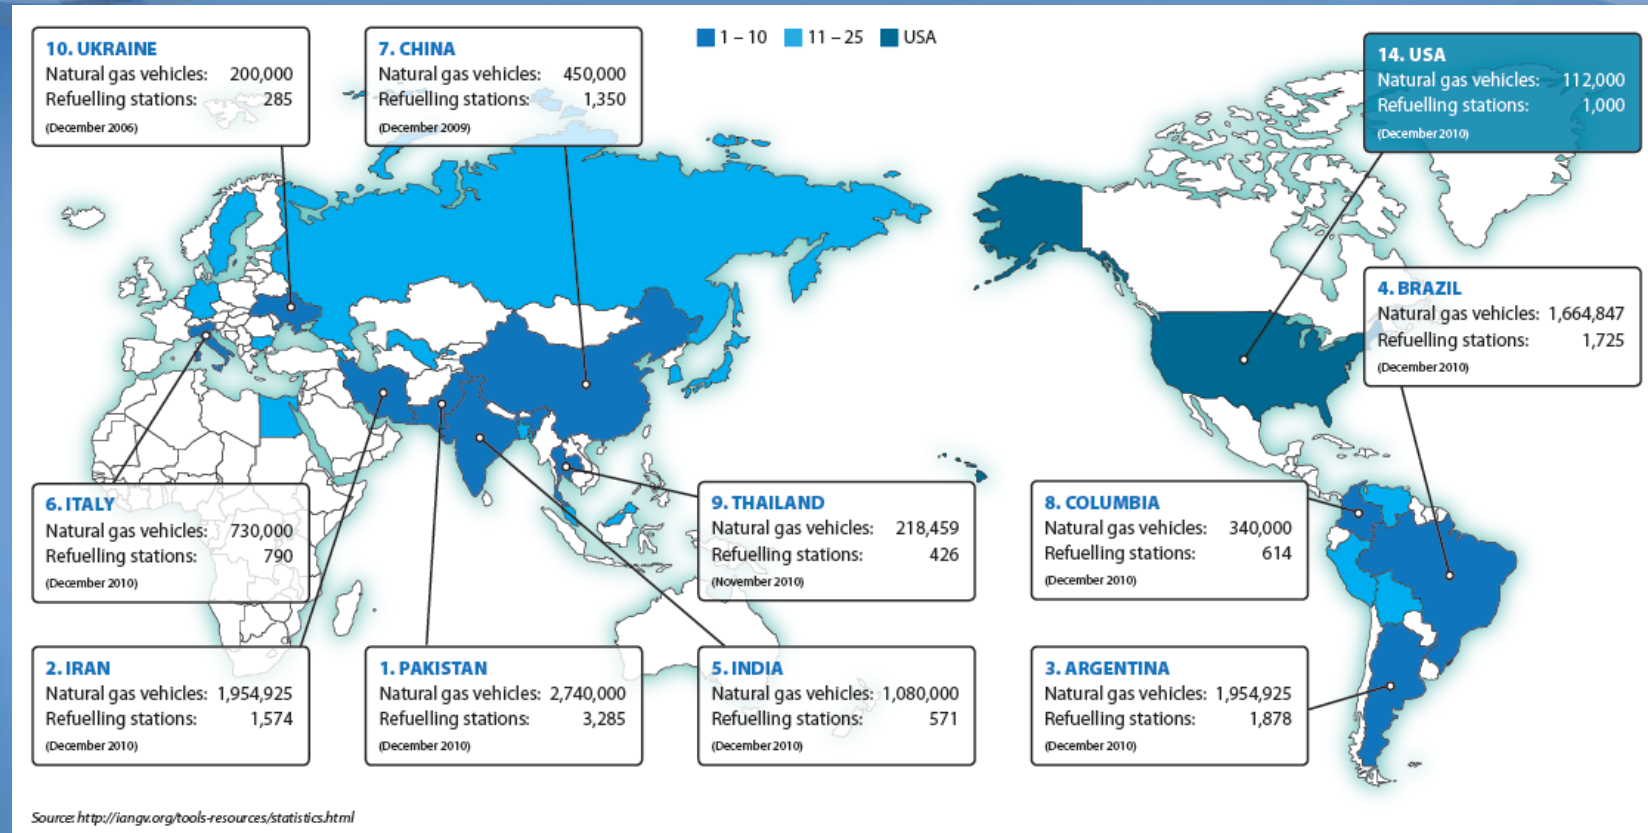 1 – 10
11 – 25
USA
10. UKRAINE
Natural gas vehicles: 200,000
Refuelling stations: 285
(December 2006)
7. CHINA
Natural gas vehicles: 450,000
Refuelling stations: 1,350
(December 2009)
14. USA
Natural gas vehicles: 112,000
Refuelling stations: 1,000
(December 2010)
4. BRAZIL
Natural gas vehicles: 1,664,847
Refuelling stations: 1,725
(December 2010)
6. ITALY
Natural gas vehicles: 730,000
Refuelling stations: 790
(December 2010)
9. THAILAND
Natural gas vehicles: 218,459
Refuelling stations: 426
(November 2010)
8. COLUMBIA
Natural gas vehicles: 340,000
Refuelling stations: 614
(December 2010)
2. IRAN
Natural gas vehicles: 1,954,925
Refuelling stations: 1,574
(December 2010)
1. PAKISTAN
Natural gas vehicles: 2,740,000
Refuelling stations: 3,285
(December 2010)
5. INDIA
Natural gas vehicles: 1,080,000
Refuelling stations: 571
(December 2010)
3. ARGENTINA
Natural gas vehicles: 1,954,925
Refuelling stations: 1,878
(December 2010)
Source: http://iangv.org/tools-resources/statistics.html